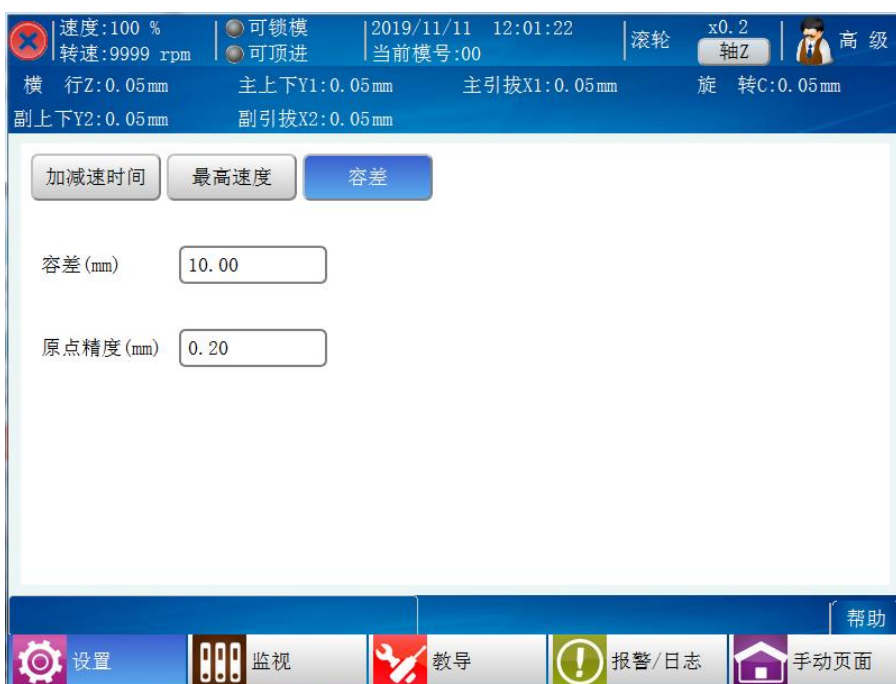 速度:100 % 可锁模 2019/11/11 12:01:22 滚轮 x0.2 高 级
转速:9999 rpm 可顶进 当前模号:00 轴Z
横 行Z:0.05mm 主上下Y1:0.05mm 主引拔X1:0.05mm 旋 转C:0.05mm
副上下Y2:0.05mm 副引拔X2:0.05mm
加减速时间 最高速度 容差
容差(mm) 10.00
原点精度(mm) 0.20
帮助
设置 监视 教导 报警/日志 手动页面